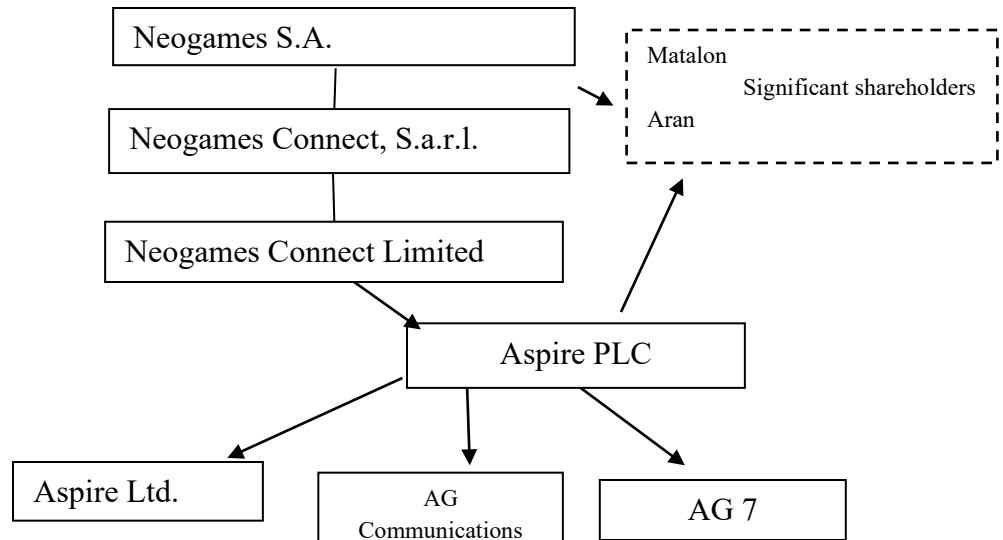 Neogames S.A.
Matalon
Significant shareholders
Aran
Neogames Connect, S.a.r.l.
Neogames Connect Limited
Aspire PLC
Aspire Ltd.
AG
Communications
AG 7